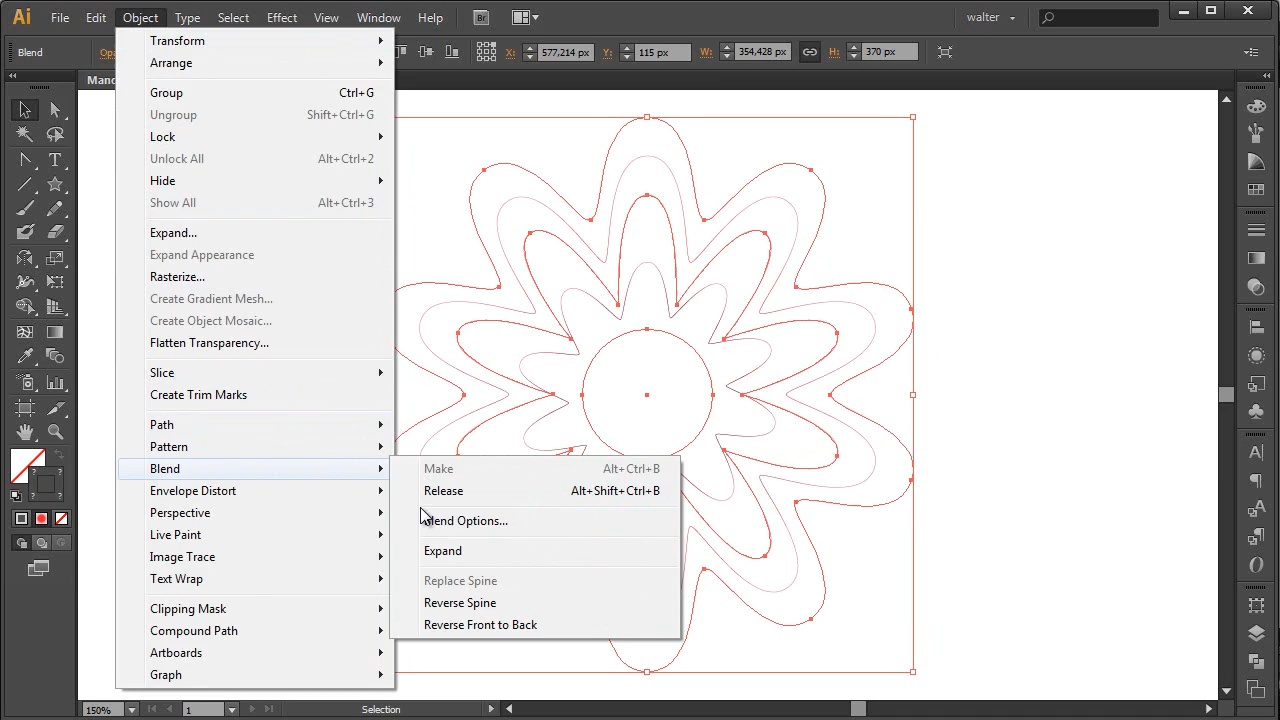 Ai File Edit Object Type Select Effect View Window Help Br walter
Blend Opa X: 577,214 px Y: 115 px W: 354,428 px H: 370 px
Mand
Transform
Arrange
Group Ctrl+G
Ungroup Shift+Ctrl+G
Lock
Unlock All Alt+Ctrl+2
Hide
Show All Alt+Ctrl+3
Expand...
Expand Appearance
Rasterize...
Create Gradient Mesh...
Create Object Mosaic...
Flatten Transparency...
Slice
Create Trim Marks
Path
Pattern
Blend
Envelope Distort
Perspective
Live Paint
Image Trace
Text Wrap
Clipping Mask
Compound Path
Artboards
Graph
Make Alt+Ctrl+B
Release Alt+Shift+Ctrl+B
Blend Options...
Expand
Replace Spine
Reverse Spine
Reverse Front to Back
150% 1 Selection